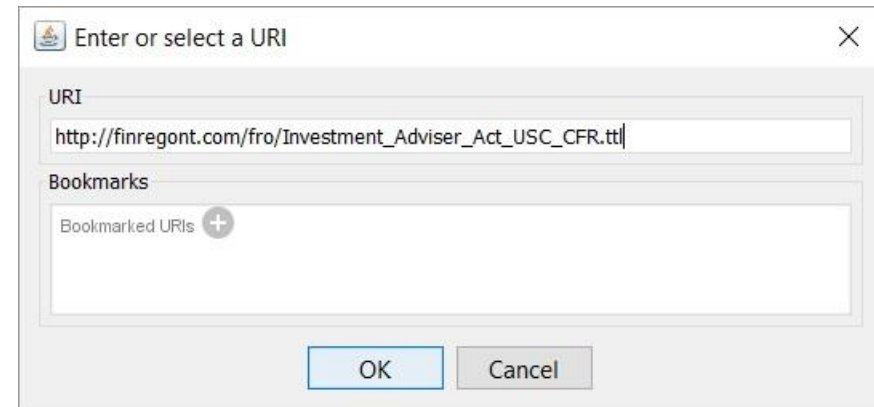 Enter or select a URI
URI
http://finregont.com/fro/Investment_Adviser_Act_USC_CFR.ttl
Bookmarks
Bookmarked URIs
OK Cancel